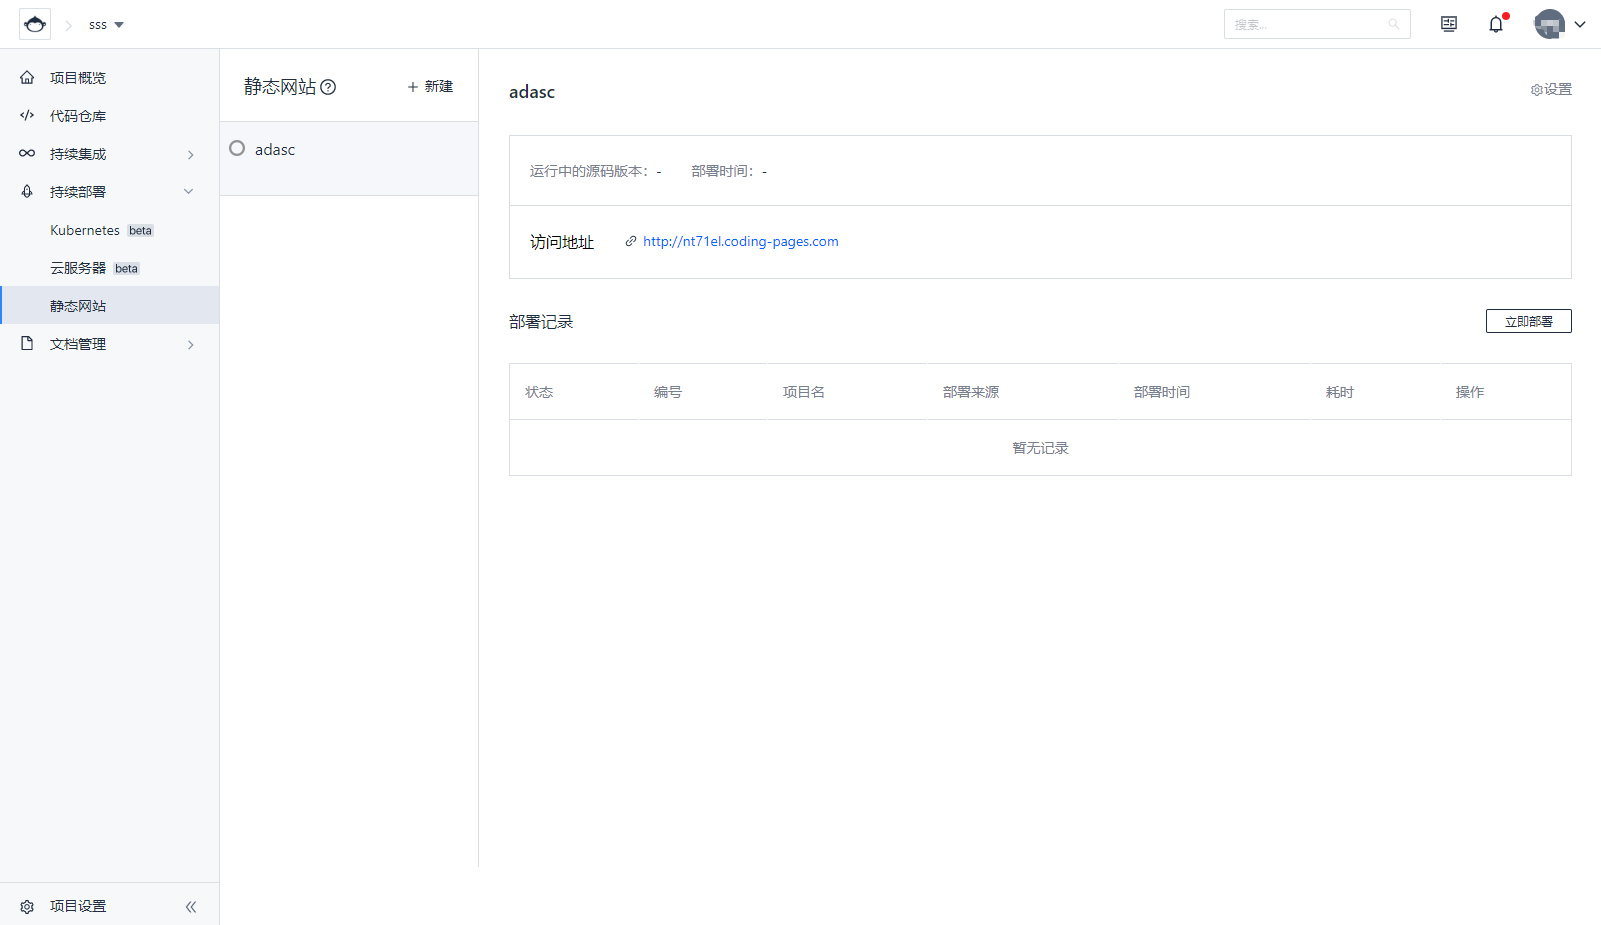 sss
搜索...
项目概览
代码仓库
持续集成
持续部署
Kubernetes beta
云服务器 beta
静态网站
文档管理
项目设置
静态网站 + 新建
adasc
adasc
设置
运行中的源码版本：- 部署时间：-
访问地址 http://nt71el.coding-pages.com
部署记录 立即部署
状态 编号 项目名 部署来源 部署时间 耗时 操作
暂无记录